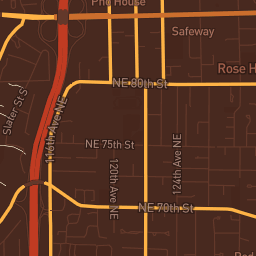 Pho House
Safeway
Rose H
NE 80th St
Slater St S
116th Ave NE
NE 75th St
120th Ave NE
124th Ave NE
NE 70th St